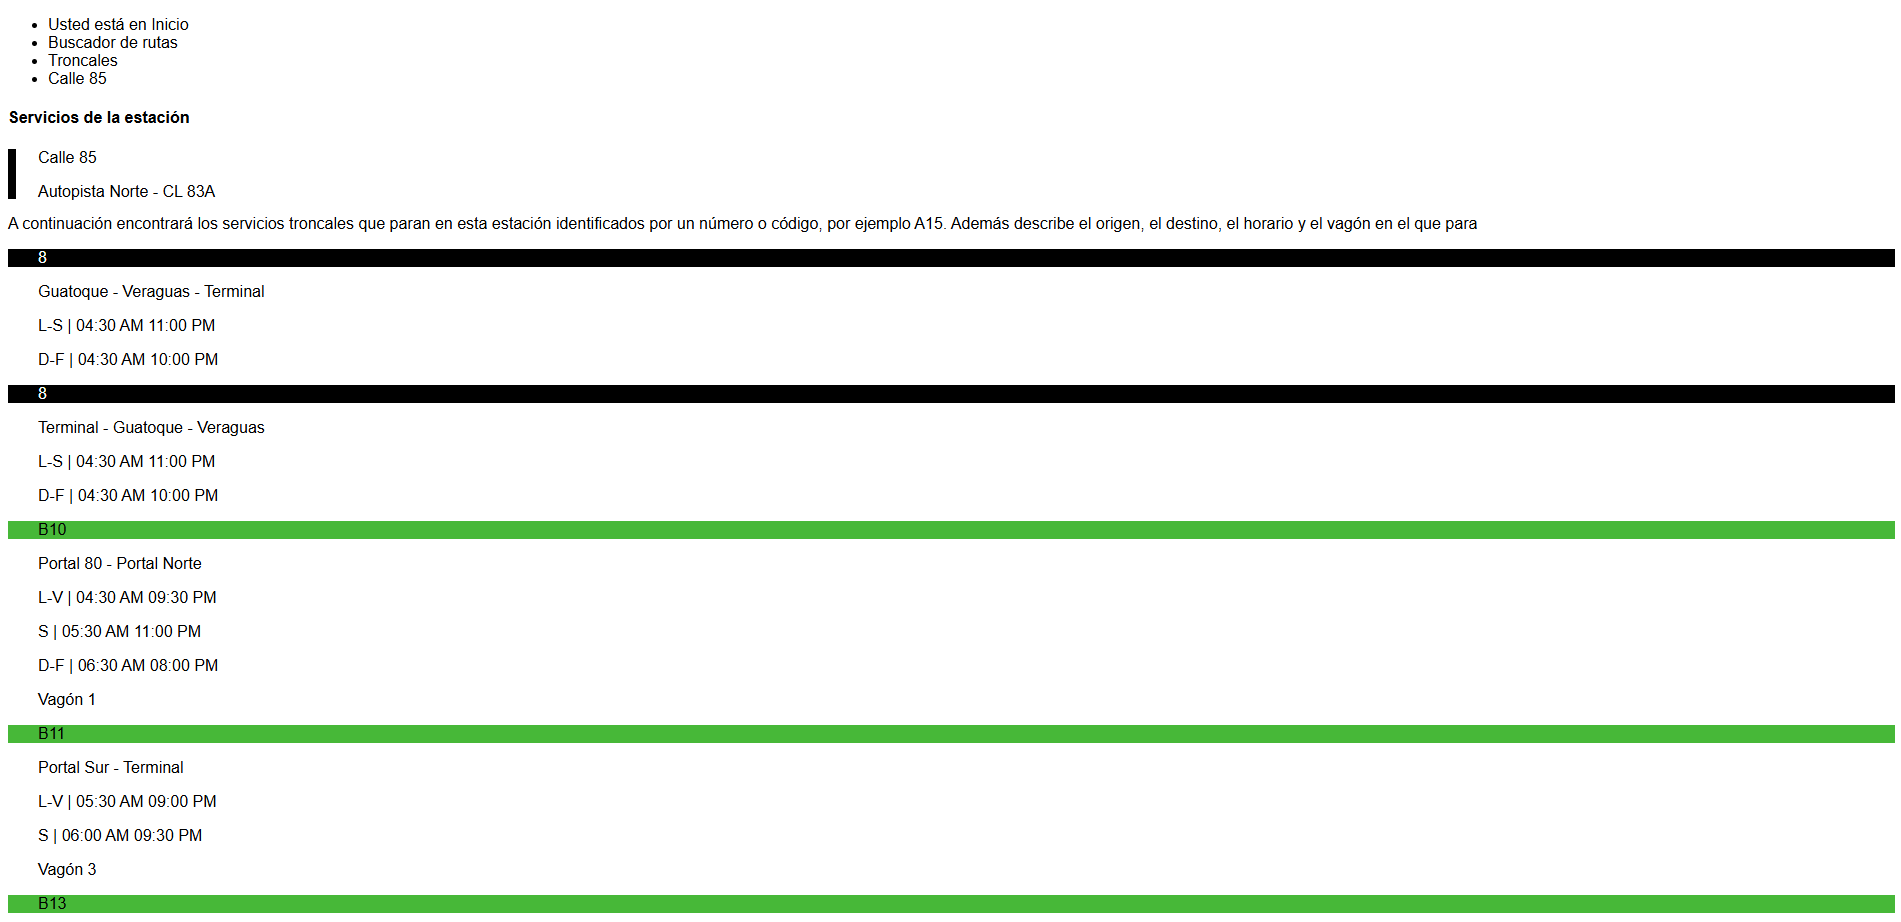 Usted está en Inicio
Buscador de rutas
Troncales
Calle 85
Servicios de la estación
Calle 85
Autopista Norte - CL 83A
A continuación encontrará los servicios troncales que paran en esta estación identificados por un número o código, por ejemplo A15. Además describe el origen, el destino, el horario y el vagón en el que para
8
Guatoque - Veraguas - Terminal
L-S | 04:30 AM 11:00 PM
D-F | 04:30 AM 10:00 PM
8
Terminal - Guatoque - Veraguas
L-S | 04:30 AM 11:00 PM
D-F | 04:30 AM 10:00 PM
B10
Portal 80 - Portal Norte
L-V | 04:30 AM 09:30 PM
S | 05:30 AM 11:00 PM
D-F | 06:30 AM 08:00 PM
Vagón 1
B11
Portal Sur - Terminal
L-V | 05:30 AM 09:00 PM
S | 06:00 AM 09:30 PM
Vagón 3
B13